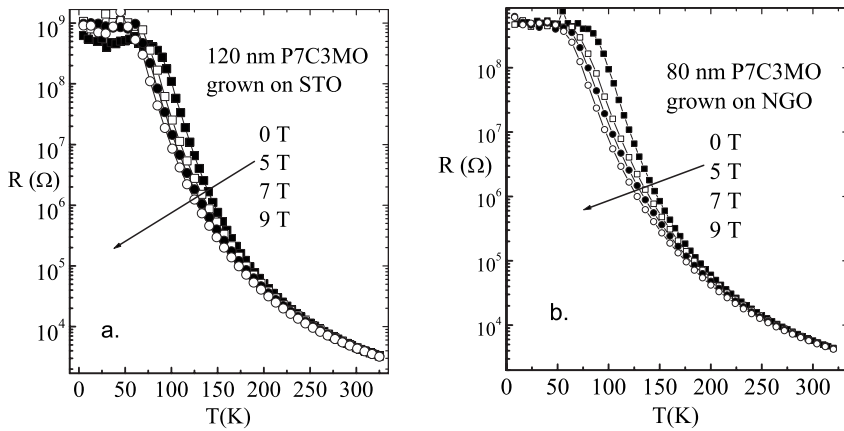 10⁹
10⁸
10⁷
10⁶
10⁵
10⁴
R (Ω)
120 nm P7C3MO
grown on STO
0 T
5 T
7 T
9 T
a.
0 50 100 150 200 250 300
T(K)
10⁸
10⁷
10⁶
10⁵
10⁴
R (Ω)
80 nm P7C3MO
grown on NGO
0 T
5 T
7 T
9 T
b.
0 50 100 150 200 250 300
T(K)